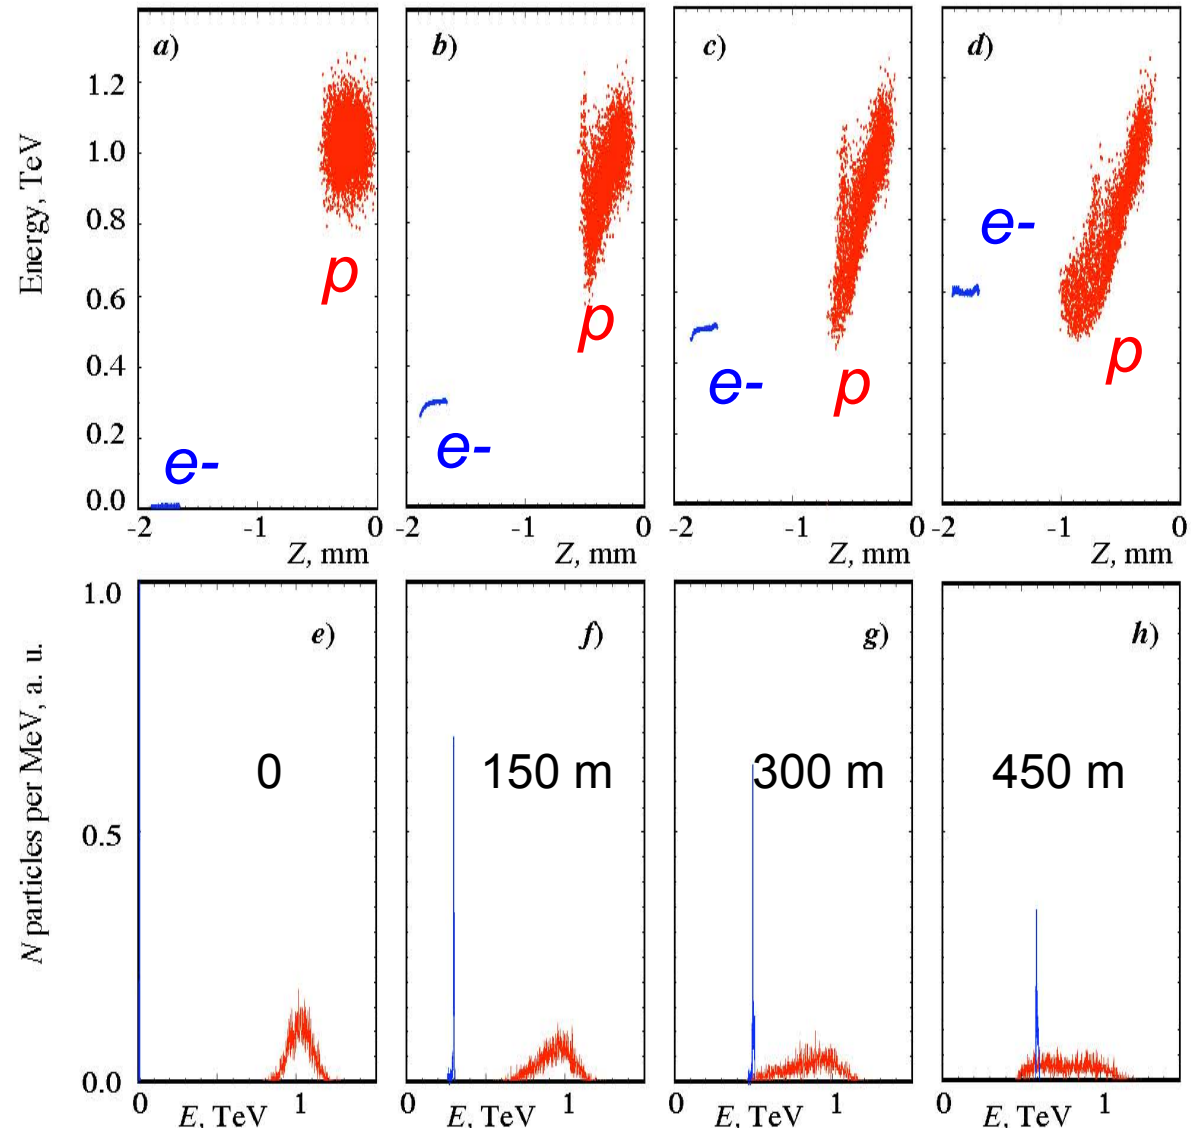 a) b) c) d)
Energy, TeV
1.2
1.0
0.8
0.6
0.4
0.2
0.0
p
e-
p
e-
e-
p
e-
p
-2 -1 0 -2 -1 0 -2 -1 0 -2 -1 0
Z, mm Z, mm Z, mm Z, mm
N particles per MeV, a. u.
1.0
0.5
0.0
e) f) g) h)
0 150 m 300 m 450 m
0 1 0 1 0 1 0 1
E, TeV E, TeV E, TeV E, TeV